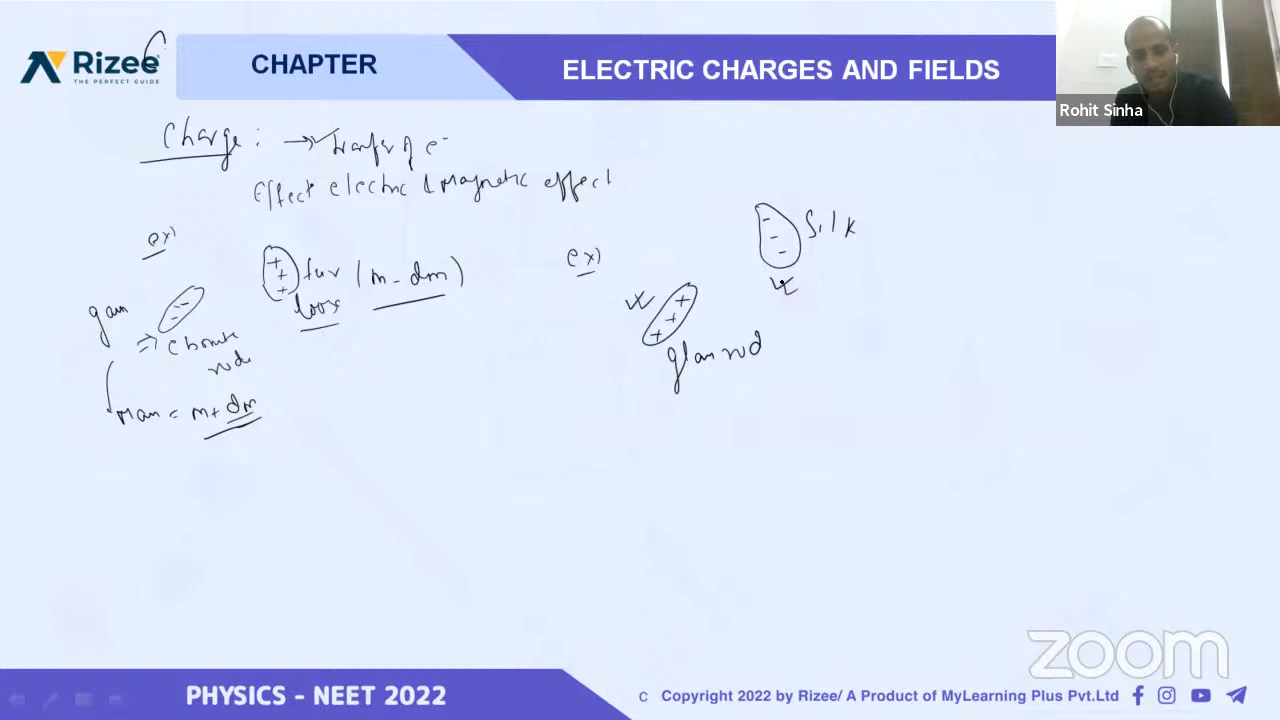 Rizee
THE PERFECT GUIDE
CHAPTER
ELECTRIC CHARGES AND FIELDS
Rohit Sinha
Charge : → Transfer of e⁻
Effect electric & Magnetic effect
ex)
+ + + fur (m - dm)
loose
gain
- -
⇒ Ebonite
rod
Mass = m + dm
ex)
- - - Silk
+ + +
glass rod
zoom
PHYSICS - NEET 2022
C Copyright 2022 by Rizee/ A Product of MyLearning Plus Pvt.Ltd